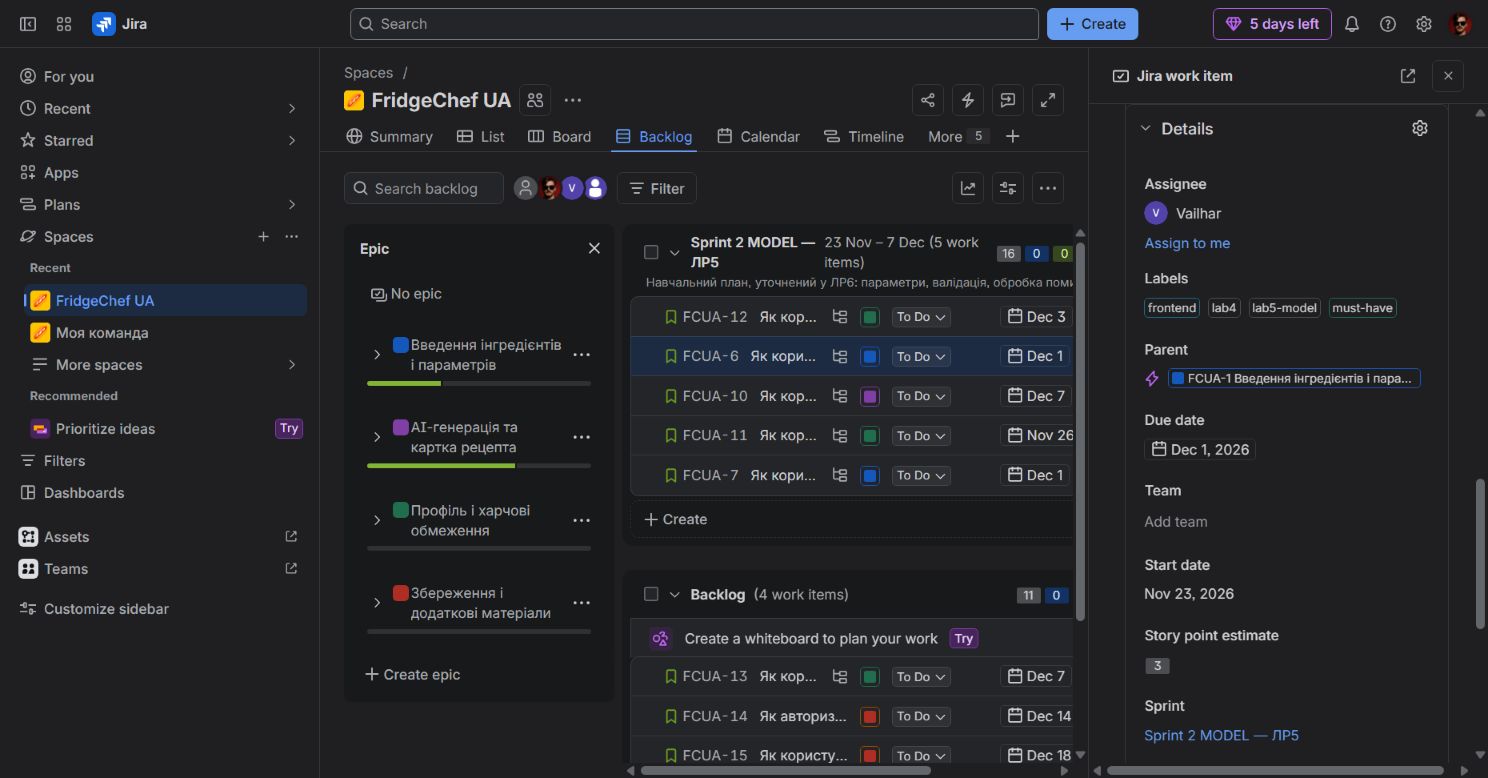 Jira
Search
Create
5 days left
For you
Recent
Starred
Apps
Plans
Spaces
Recent
FridgeChef UA
Моя команда
More spaces
Recommended
Prioritize ideas
Try
Filters
Dashboards
Assets
Teams
Customize sidebar
Spaces /
FridgeChef UA
Summary
List
Board
Backlog
Calendar
Timeline
More 5
Search backlog
V
Filter
Epic
No epic
Введення інгредієнтів
і параметрів
AI-генерація та
картка рецепта
Профіль і харчові
обмеження
Збереження і
додаткові матеріали
Create epic
Sprint 2 MODEL —
ЛР5
23 Nov – 7 Dec (5 work
items)
16 0 0
Навчальний план, уточнений у ЛР6: параметри, валідація, обробка поми
FCUA-12 Як кор... To Do Dec 3
FCUA-6 Як кори... To Do Dec 1
FCUA-10 Як кор... To Do Dec 7
FCUA-11 Як кор... To Do Nov 26
FCUA-7 Як кори... To Do Dec 1
Create
Backlog (4 work items) 11 0
Create a whiteboard to plan your work Try
FCUA-13 Як кор... To Do Dec 7
FCUA-14 Як авториз... To Do Dec 14
FCUA-15 Як користу... To Do Dec 18
Jira work item
Details
Assignee
V Vailhar
Assign to me
Labels
frontend lab4 lab5-model must-have
Parent
FCUA-1 Введення інгредієнтів і пара...
Due date
Dec 1, 2026
Team
Add team
Start date
Nov 23, 2026
Story point estimate
3
Sprint
Sprint 2 MODEL — ЛР5